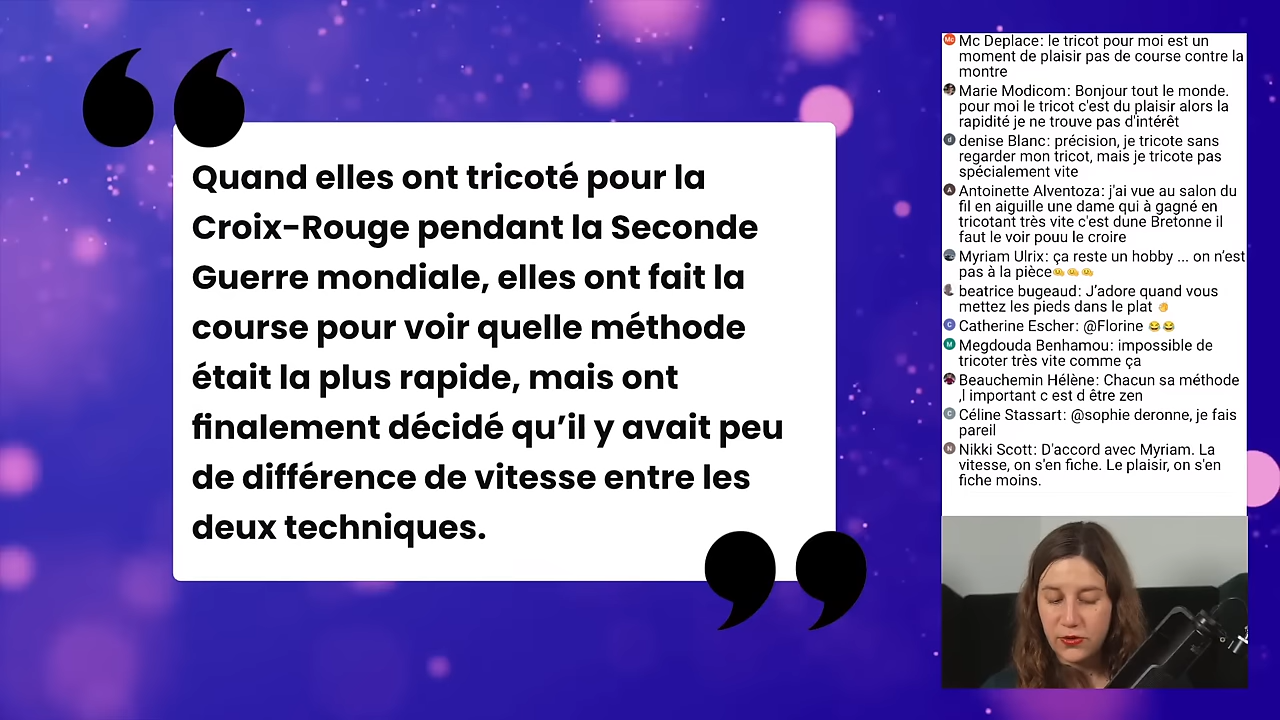 Quand elles ont tricoté pour la
Croix-Rouge pendant la Seconde
Guerre mondiale, elles ont fait la
course pour voir quelle méthode
était la plus rapide, mais ont
finalement décidé qu’il y avait peu
de différence de vitesse entre les
deux techniques.
Mc Deplace: le tricot pour moi est un
moment de plaisir pas de course contre la
montre
Marie Modicom: Bonjour tout le monde.
pour moi le tricot c'est du plaisir alors la
rapidité je ne trouve pas d'intérêt
denise Blanc: précision, je tricote sans
regarder mon tricot, mais je tricote pas
spécialement vite
Antoinette Alventoza: j'ai vue au salon du
fil en aiguille une dame qui à gagné en
tricotant très vite c'est dune Bretonne il
faut le voir pouu le croire
Myriam Ulrix: ça reste un hobby ... on n’est
pas à la pièce
beatrice bugeaud: J’adore quand vous
mettez les pieds dans le plat
Catherine Escher: @Florine
Megdouda Benhamou: impossible de
tricoter très vite comme ça
Beauchemin Hélène: Chacun sa méthode
,l important c est d être zen
Céline Stassart: @sophie deronne, je fais
pareil
Nikki Scott: D'accord avec Myriam. La
vitesse, on s'en fiche. Le plaisir, on s'en
fiche moins.